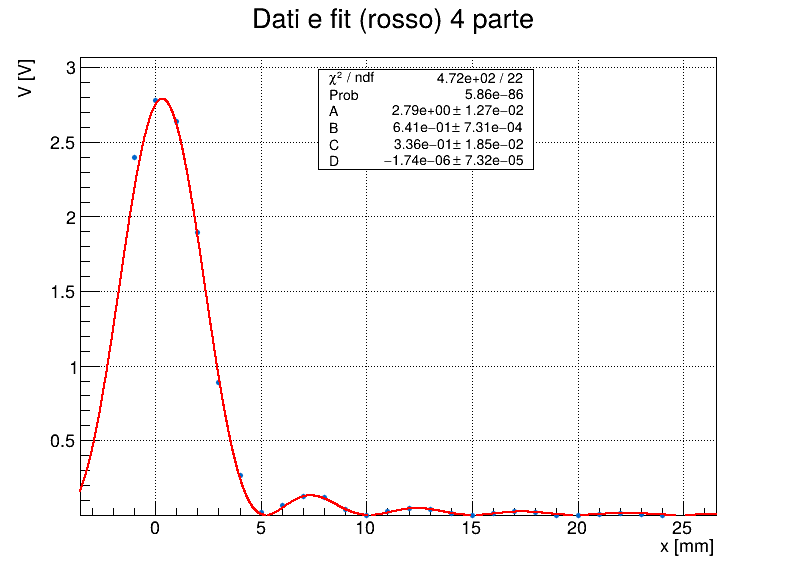 Dati e fit (rosso) 4 parte
V [V]
χ² / ndf 4.72e+02 / 22
Prob 5.86e−86
A 2.79e+00 ± 1.27e−02
B 6.41e−01 ± 7.31e−04
C 3.36e−01 ± 1.85e−02
D −1.74e−06 ± 7.32e−05
3
2.5
2
1.5
1
0.5
0 5 10 15 20 25
x [mm]